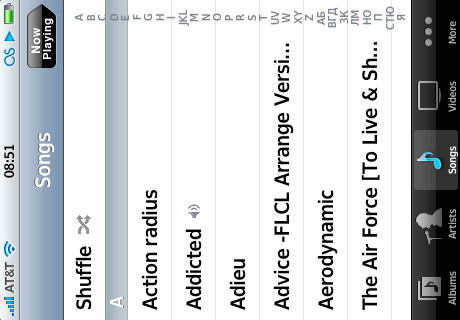 AT&T 08:51
Songs
Now Playing
Shuffle
A
Action radius
Addicted
Adieu
Advice -FLCL Arrange Versi...
Aerodynamic
The Air Force [To Live & Sh...
A
B
C
D
E
F
G
H
I
JKL
M
N
O
P
R
S
T
UV
W
XY
Z
АБ
ВГД
ЗК
ЛМ
НО
П
СТЮ
Я
Albums
Artists
Songs
Videos
More